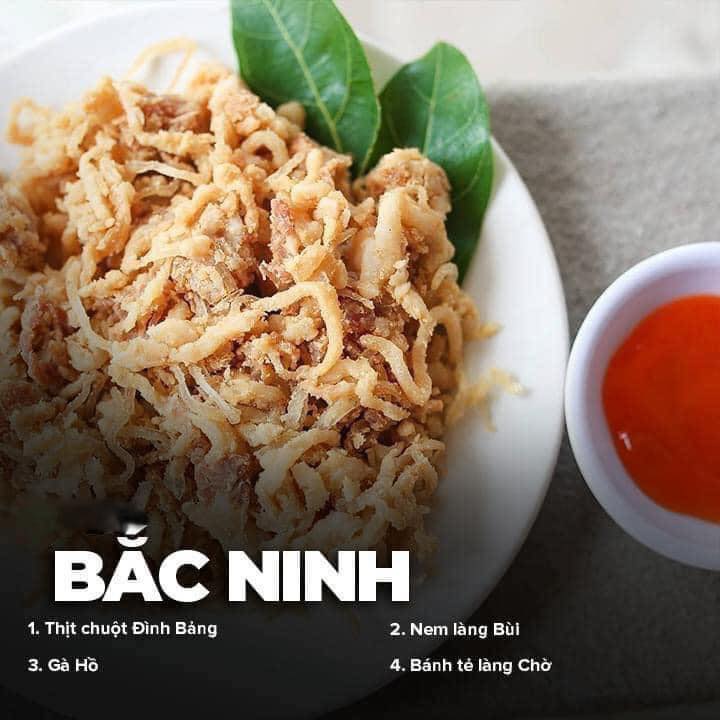 BẮC NINH
1. Thịt chuột Đình Bảng
2. Nem làng Bùi
3. Gà Hồ
4. Bánh tẻ làng Chờ